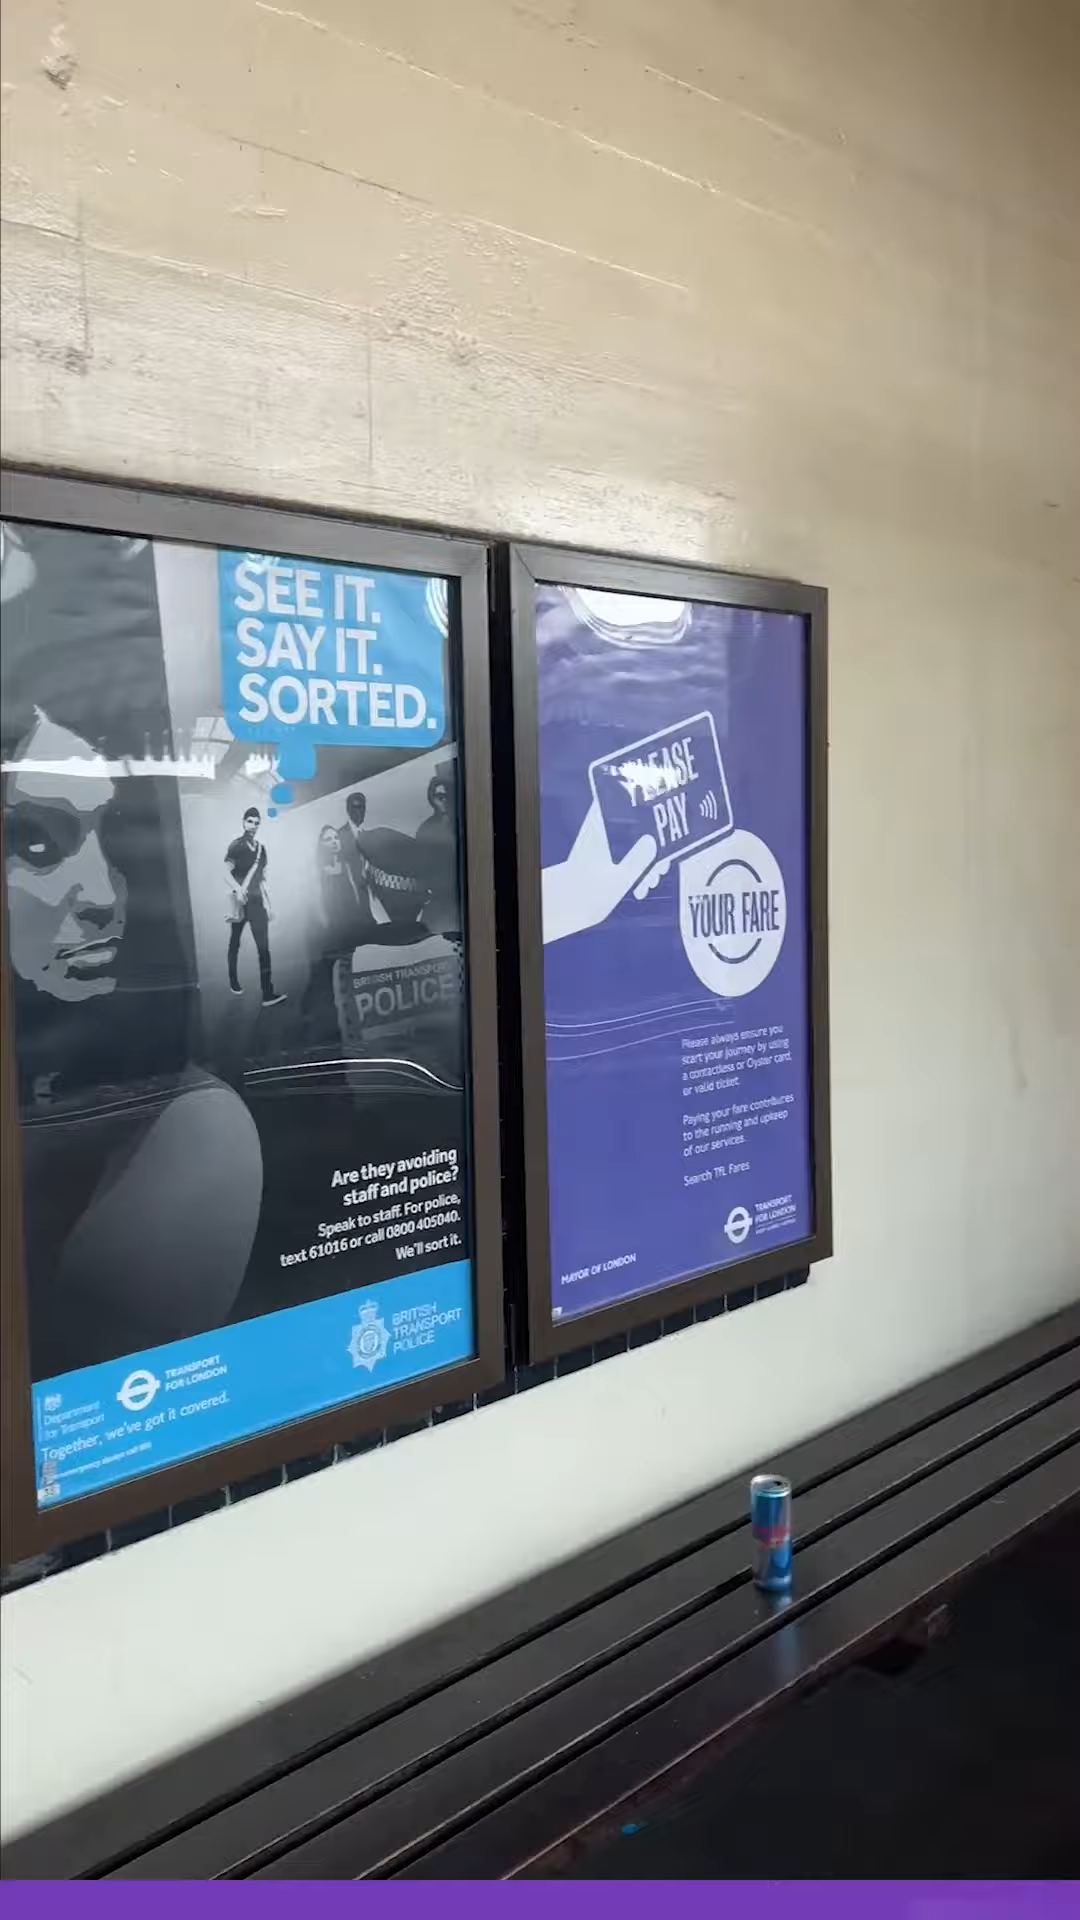 SEE IT.
SAY IT.
SORTED.
BRITISH TRANSPORT
POLICE
Are they avoiding
staff and police?
Speak to staff. For police,
text 61016 or call 0800 405040.
We'll sort it.
BRITISH
TRANSPORT
POLICE
TRANSPORT
FOR LONDON
Department
for Transport
Together, we've got it covered.
PLEASE
PAY
YOUR FARE
Please always ensure you
start your journey by using
a contactless or Oyster card,
or valid ticket.
Paying your fare contributes
to the running and upkeep
of our services.
Search TfL Fares
TRANSPORT
FOR LONDON
MAYOR OF LONDON